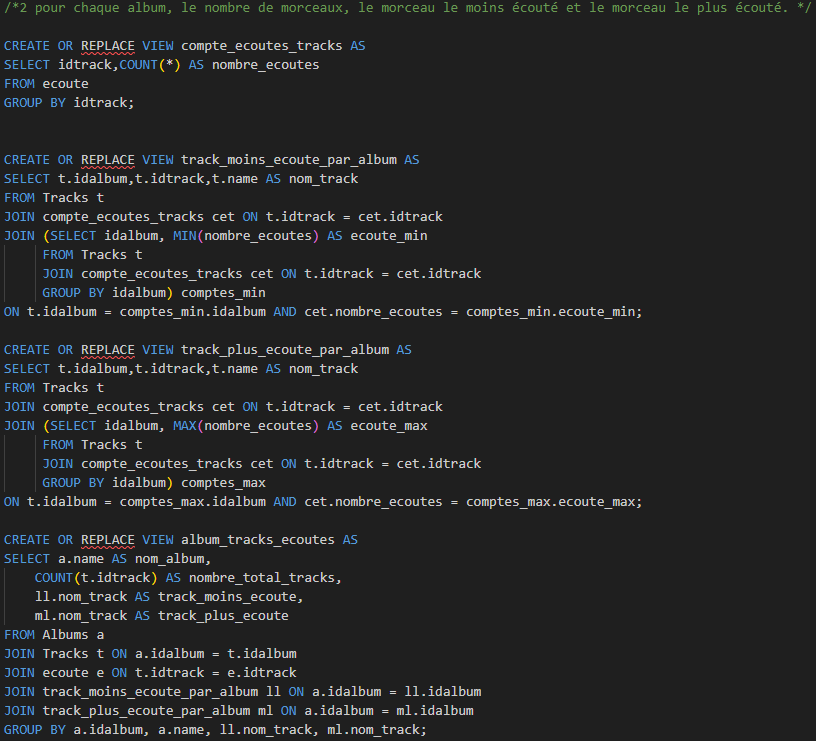 /*2 pour chaque album, le nombre de morceaux, le morceau le moins écouté et le morceau le plus écouté. */
CREATE OR REPLACE VIEW compte_ecoutes_tracks AS
SELECT idtrack,COUNT(*) AS nombre_ecoutes
FROM ecoute
GROUP BY idtrack;
CREATE OR REPLACE VIEW track_moins_ecoute_par_album AS
SELECT t.idalbum,t.idtrack,t.name AS nom_track
FROM Tracks t
JOIN compte_ecoutes_tracks cet ON t.idtrack = cet.idtrack
JOIN (SELECT idalbum, MIN(nombre_ecoutes) AS ecoute_min
FROM Tracks t
JOIN compte_ecoutes_tracks cet ON t.idtrack = cet.idtrack
GROUP BY idalbum) comptes_min
ON t.idalbum = comptes_min.idalbum AND cet.nombre_ecoutes = comptes_min.ecoute_min;
CREATE OR REPLACE VIEW track_plus_ecoute_par_album AS
SELECT t.idalbum,t.idtrack,t.name AS nom_track
FROM Tracks t
JOIN compte_ecoutes_tracks cet ON t.idtrack = cet.idtrack
JOIN (SELECT idalbum, MAX(nombre_ecoutes) AS ecoute_max
FROM Tracks t
JOIN compte_ecoutes_tracks cet ON t.idtrack = cet.idtrack
GROUP BY idalbum) comptes_max
ON t.idalbum = comptes_max.idalbum AND cet.nombre_ecoutes = comptes_max.ecoute_max;
CREATE OR REPLACE VIEW album_tracks_ecoutes AS
SELECT a.name AS nom_album,
COUNT(t.idtrack) AS nombre_total_tracks,
ll.nom_track AS track_moins_ecoute,
ml.nom_track AS track_plus_ecoute
FROM Albums a
JOIN Tracks t ON a.idalbum = t.idalbum
JOIN ecoute e ON t.idtrack = e.idtrack
JOIN track_moins_ecoute_par_album ll ON a.idalbum = ll.idalbum
JOIN track_plus_ecoute_par_album ml ON a.idalbum = ml.idalbum
GROUP BY a.idalbum, a.name, ll.nom_track, ml.nom_track;